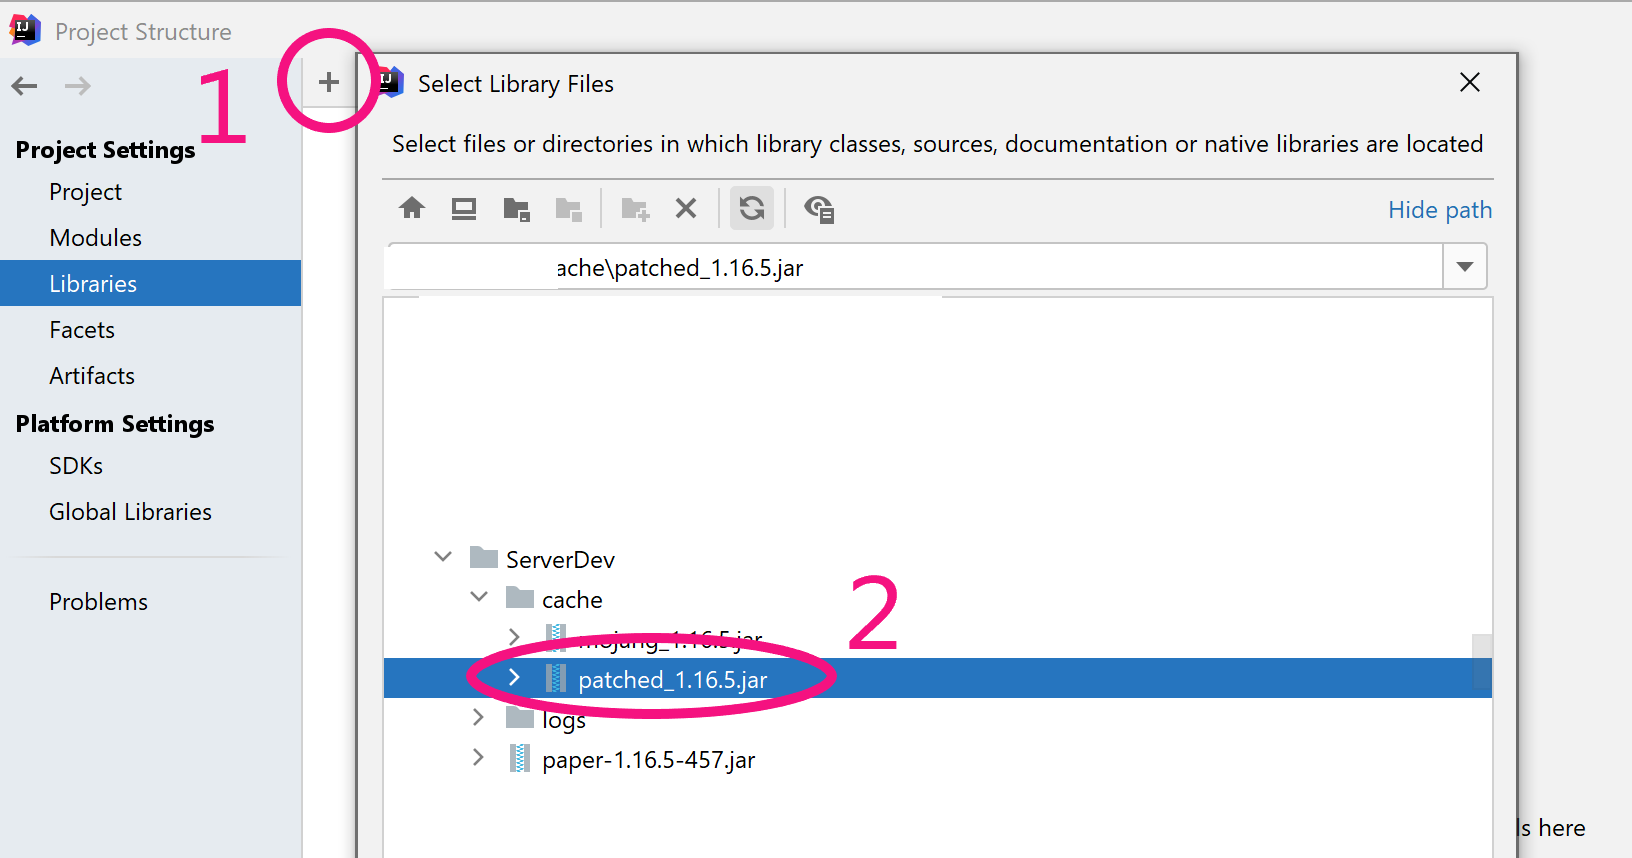 IJ Project Structure
1
+
IJ Select Library Files
Select files or directories in which library classes, sources, documentation or native libraries are located
Hide path
ache\patched_1.16.5.jar
Project Settings
Project
Modules
Libraries
Facets
Artifacts
Platform Settings
SDKs
Global Libraries
Problems
ServerDev
cache
2
mojang_1.16.5.jar
patched_1.16.5.jar
logs
paper-1.16.5-457.jar
ls here